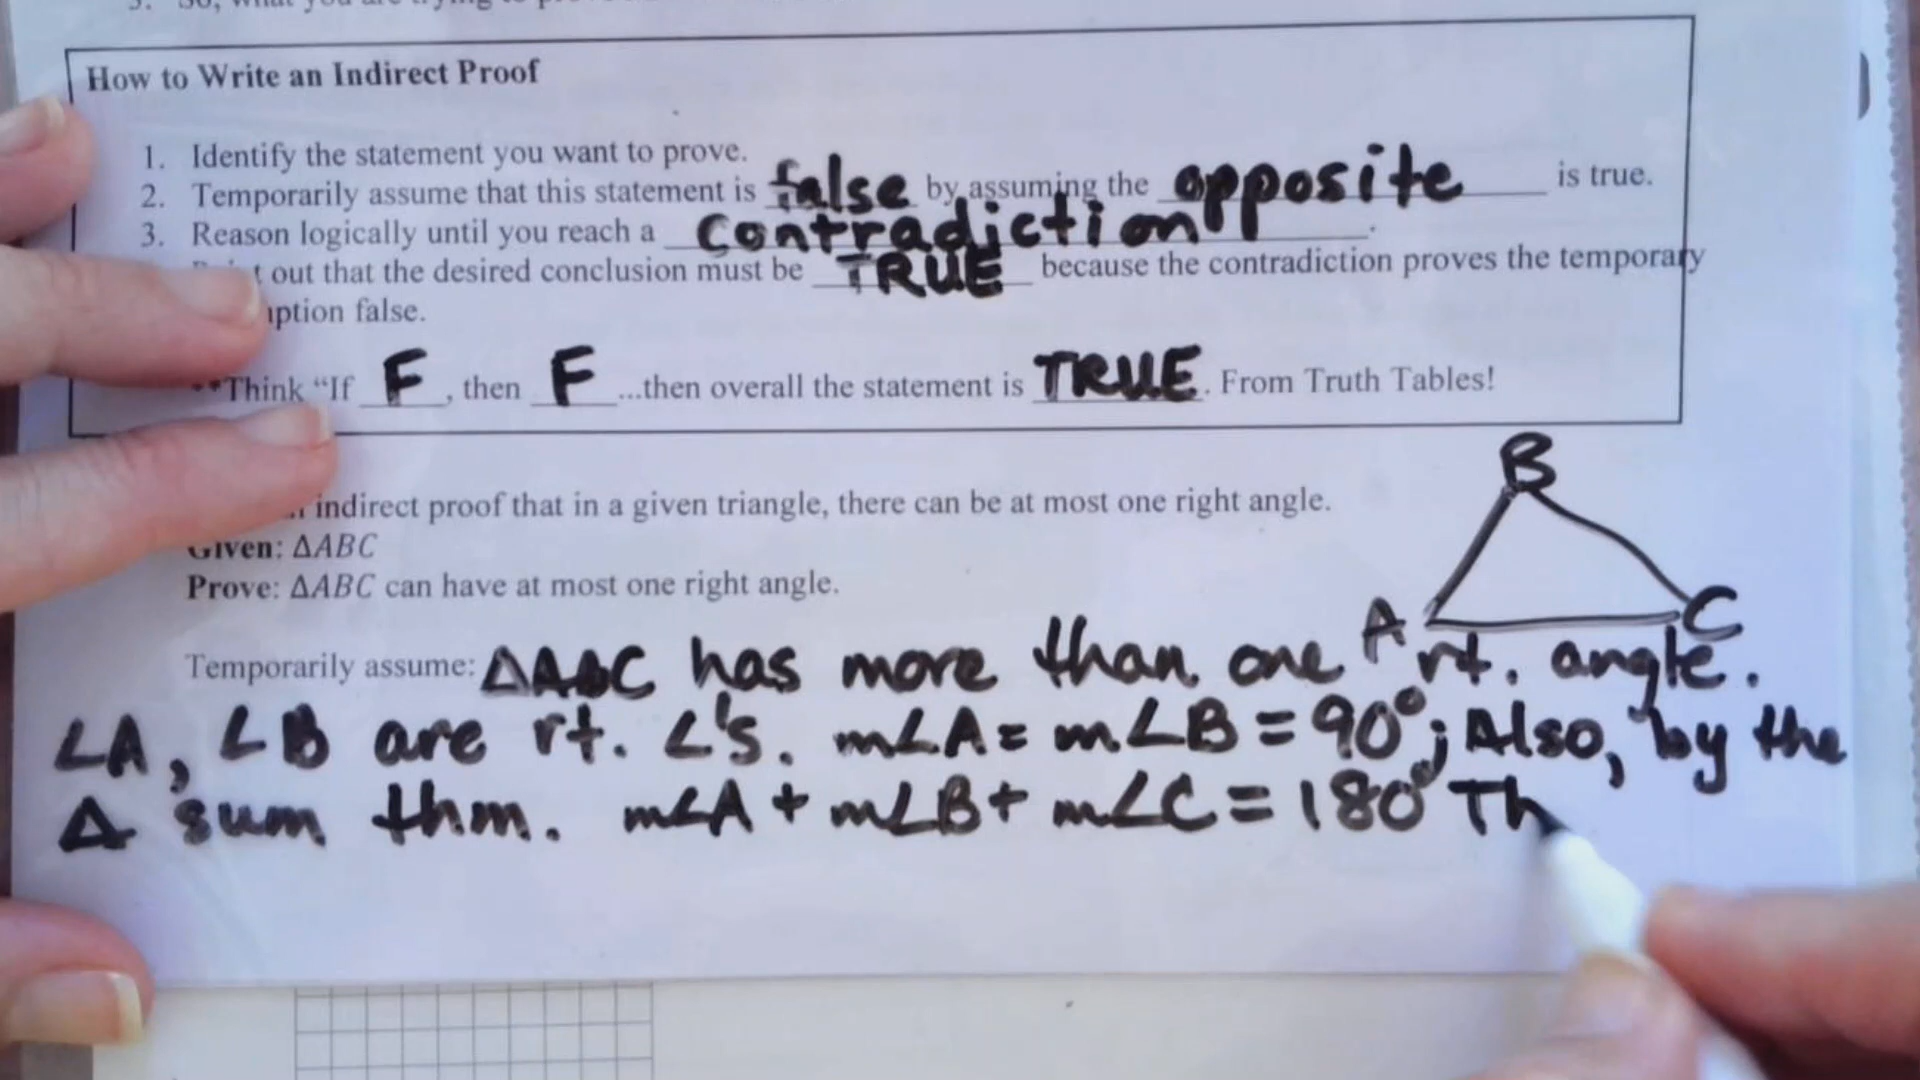 How to Write an Indirect Proof
1. Identify the statement you want to prove.
2. Temporarily assume that this statement is false by assuming the opposite is true.
3. Reason logically until you reach a contradiction.
out that the desired conclusion must be TRUE because the contradiction proves the temporary
false.
**Think “If F, then F ...then overall the statement is TRUE. From Truth Tables!
B
indirect proof that in a given triangle, there can be at most one right angle.
Given: ΔABC
Prove: ΔABC can have at most one right angle.
A C
Temporarily assume: ΔABC has more than one rt. angle.
∠A, ∠B are rt. ∠'s. m∠A = m∠B = 90°; Also, by the
Δ sum thm. m∠A + m∠B + m∠C = 180° Th